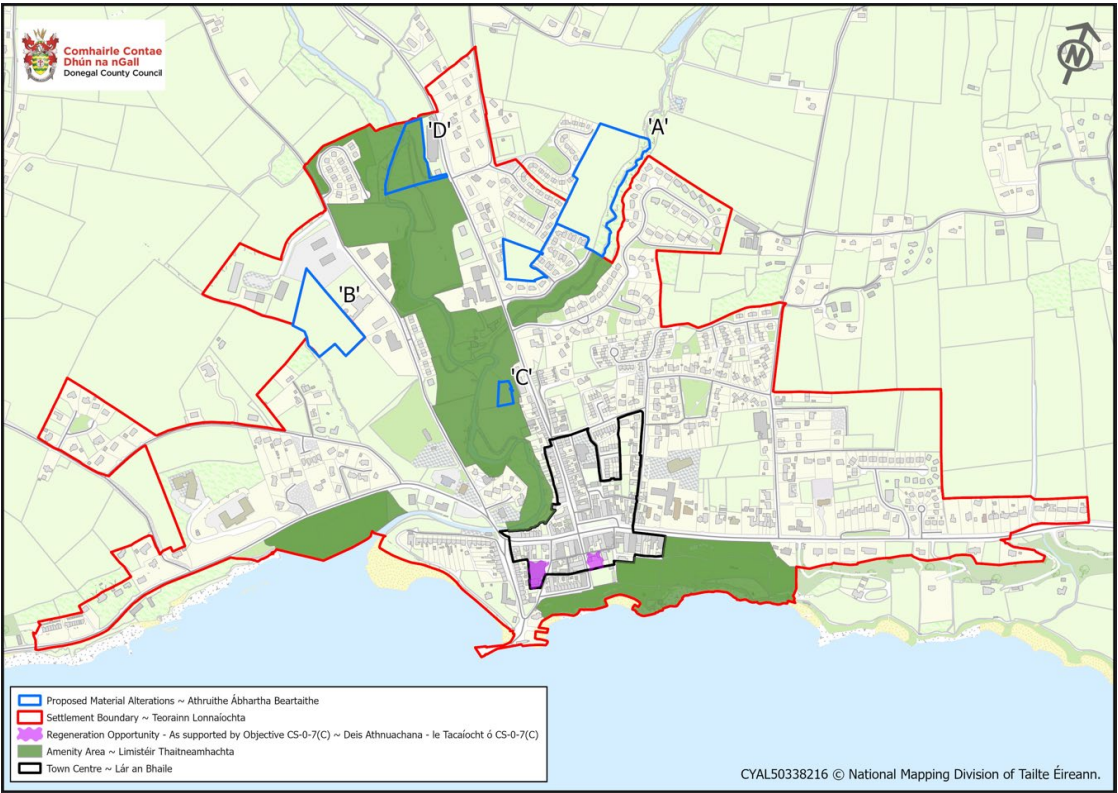 Comhairle Contae
Dhún na nGall
Donegal County Council
N
'D'
'A'
'B'
'C'
Proposed Material Alterations ~ Athruithe Ábhartha Beartaithe
Settlement Boundary ~ Teorainn Lonnaíochta
Regeneration Opportunity - As supported by Objective CS-0-7(C) ~ Deis Athnuachana - le Tacaíocht ó CS-0-7(C)
Amenity Area ~ Limistéir Thaitneamhachta
Town Centre ~ Lár an Bhaile
CYAL50338216 © National Mapping Division of Tailte Éireann.